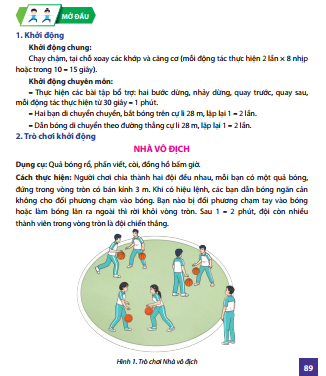 MỞ ĐẦU
1. Khởi động
Khởi động chung:
Chạy chậm, tại chỗ xoay các khớp và căng cơ (mỗi động tác thực hiện 2 lần × 8 nhịp
hoặc trong 10 – 15 giây).
Khởi động chuyên môn:
– Thực hiện các bài tập bổ trợ: hai bước dừng, nhảy dừng, quay trước, quay sau,
mỗi động tác thực hiện từ 30 giây – 1 phút.
– Hai bạn di chuyển chuyền, bắt bóng trên cự li 28 m, lặp lại 1 – 2 lần.
– Dẫn bóng di chuyển theo đường thẳng cự li 28 m, lặp lại 1 – 2 lần.
2. Trò chơi khởi động
NHÀ VÔ ĐỊCH
Dụng cụ: Quả bóng rổ, phấn viết, còi, đồng hồ bấm giờ.
Cách thực hiện: Người chơi chia thành hai đội đều nhau, mỗi bạn có một quả bóng,
đứng trong vòng tròn có bán kính 3 m. Khi có hiệu lệnh, các bạn dẫn bóng ngăn cản
không cho đối phương chạm vào bóng. Bạn nào bị đối phương chạm tay vào bóng
hoặc làm bóng lăn ra ngoài thì rời khỏi vòng tròn. Sau 1 – 2 phút, đội còn nhiều
thành viên trong vòng tròn là đội chiến thắng.
Hình 1. Trò chơi Nhà vô địch
89